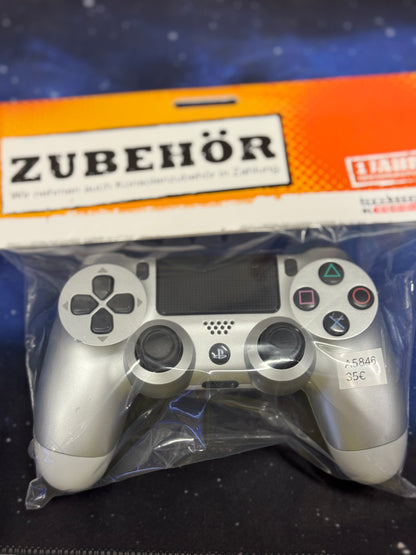 ZUBEHÖR
Wir nehmen auch Konsolenzubehör in Zahlung
1 JAHR
A5846
35€